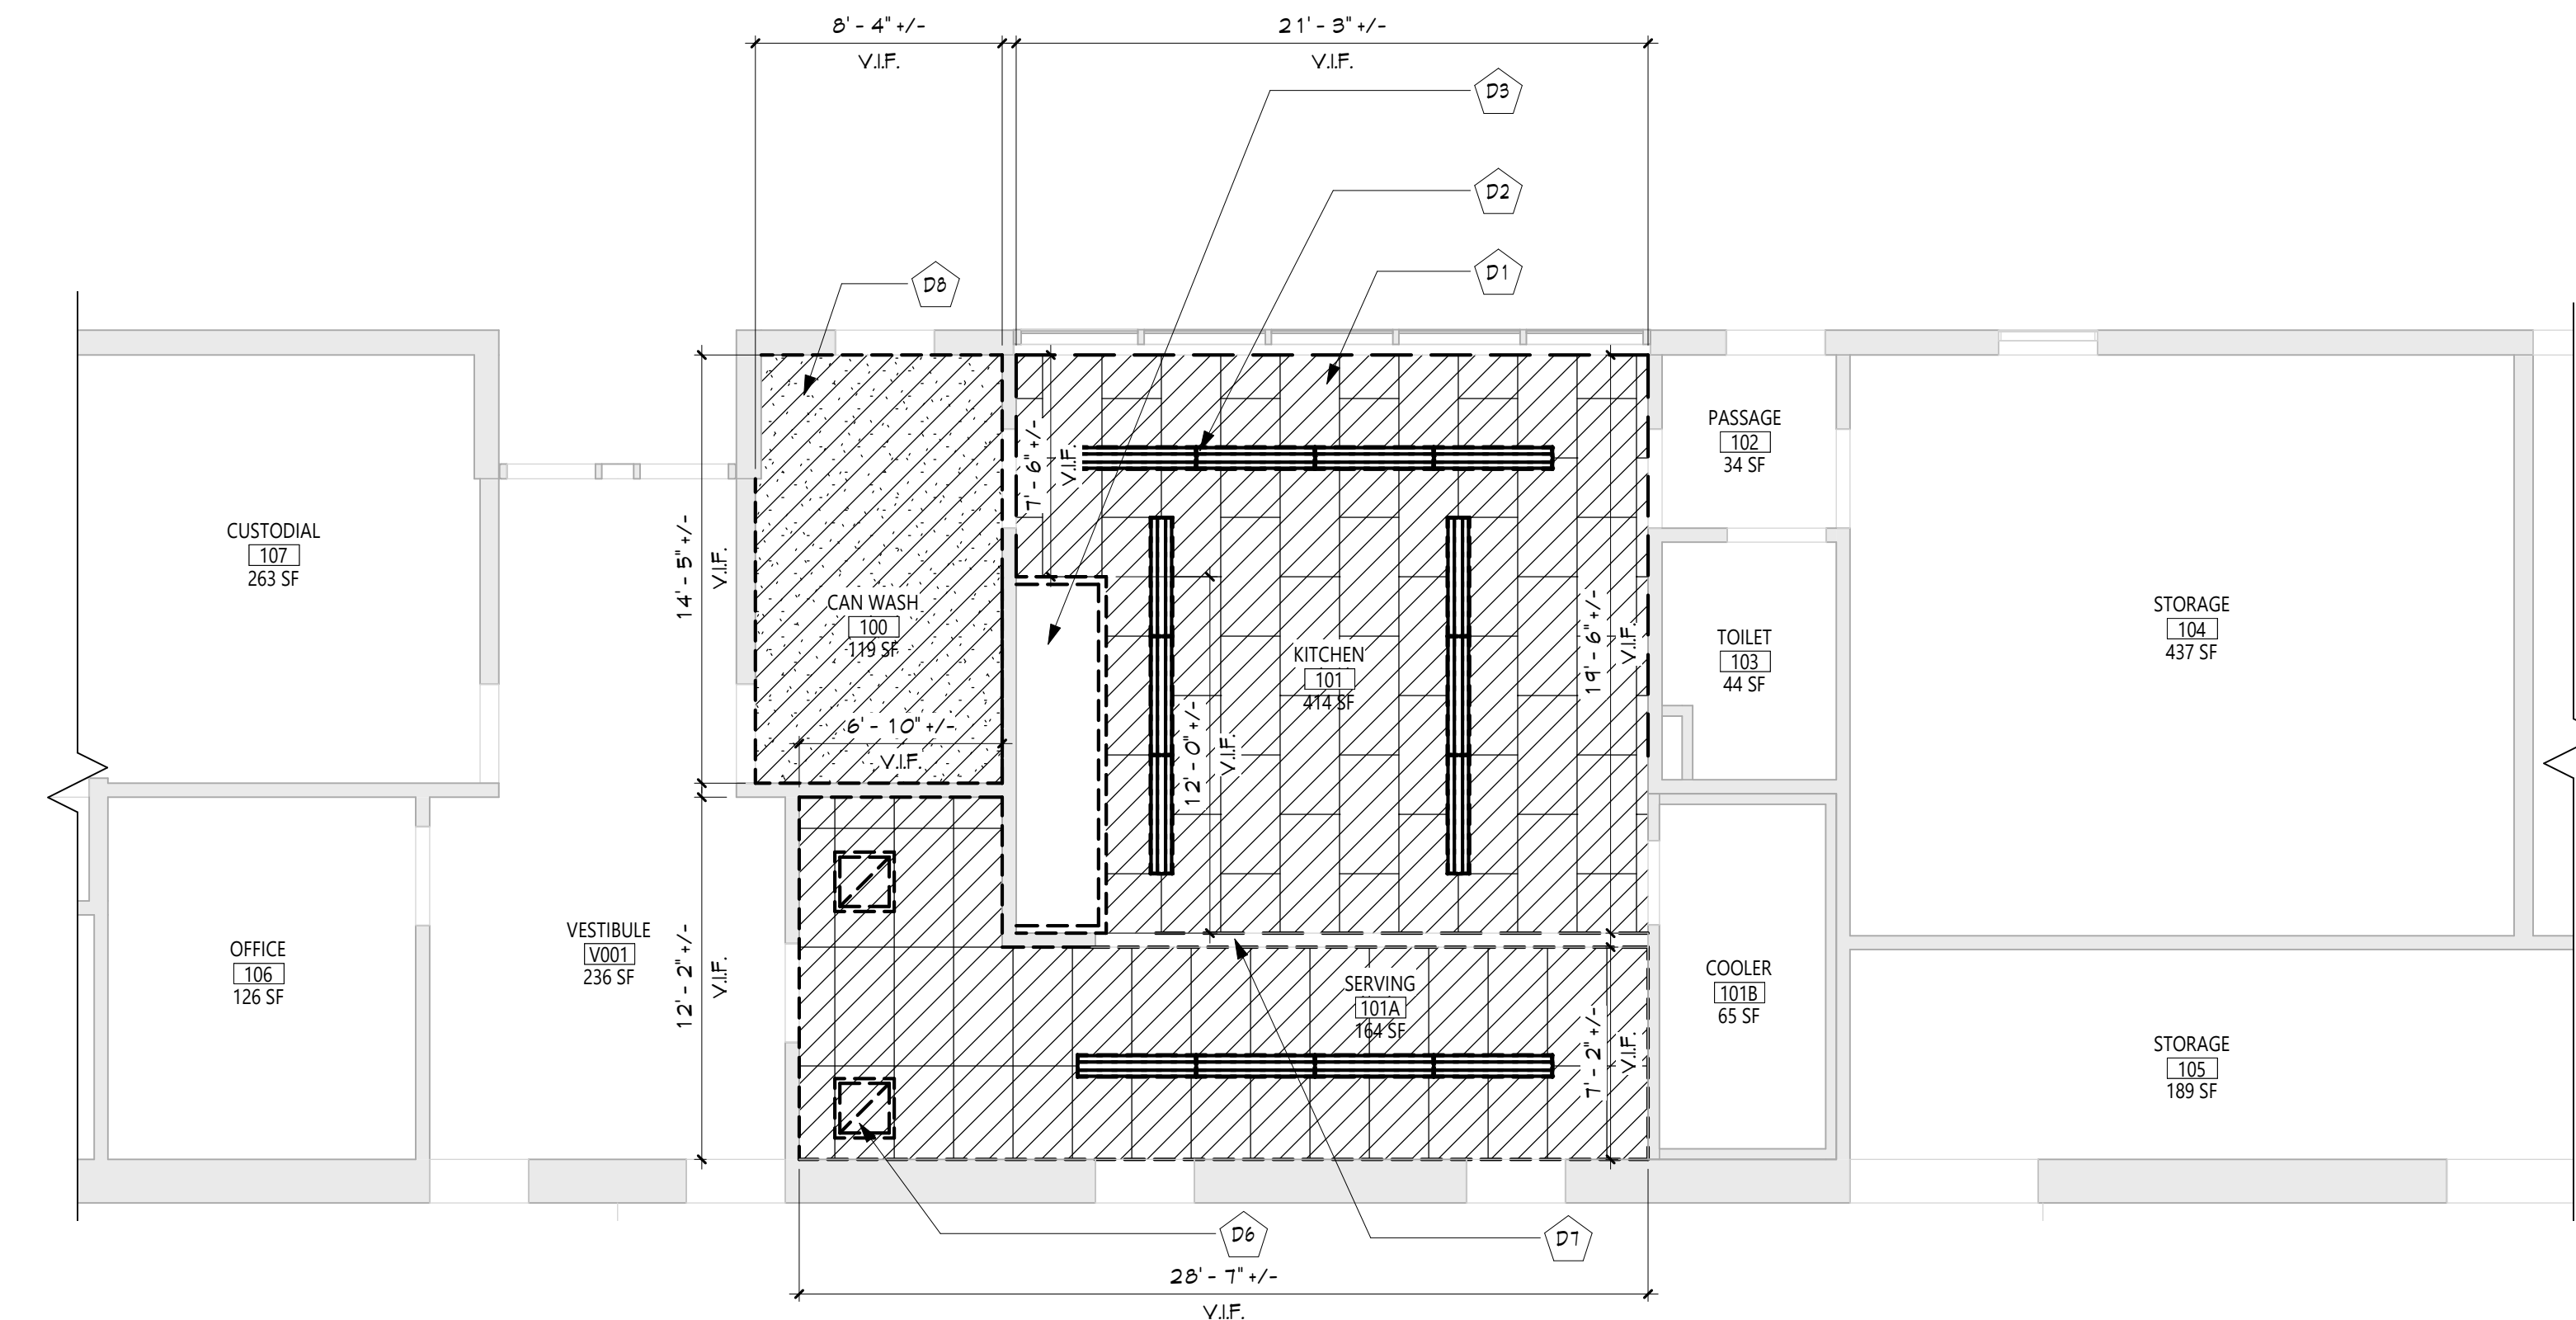 8' - 4" +/-
V.I.F.
21' - 3" +/-
V.I.F.
D3
D2
D1
D8
7' - 6" +/-
V.I.F.
PASSAGE
102
34 SF
CUSTODIAL
107
263 SF
14' - 5" +/-
V.I.F.
CAN WASH
100
119 SF
6' - 10" +/-
V.I.F.
KITCHEN
101
414 SF
12' - 0" +/-
V.I.F.
19' - 6" +/-
V.I.F.
TOILET
103
44 SF
STORAGE
104
437 SF
OFFICE
106
126 SF
VESTIBULE
V001
236 SF
12' - 2" +/-
V.I.F.
SERVING
101A
164 SF
7' - 2" +/-
V.I.F.
COOLER
101B
65 SF
STORAGE
105
189 SF
D6
D7
28' - 7" +/-
V.I.F.